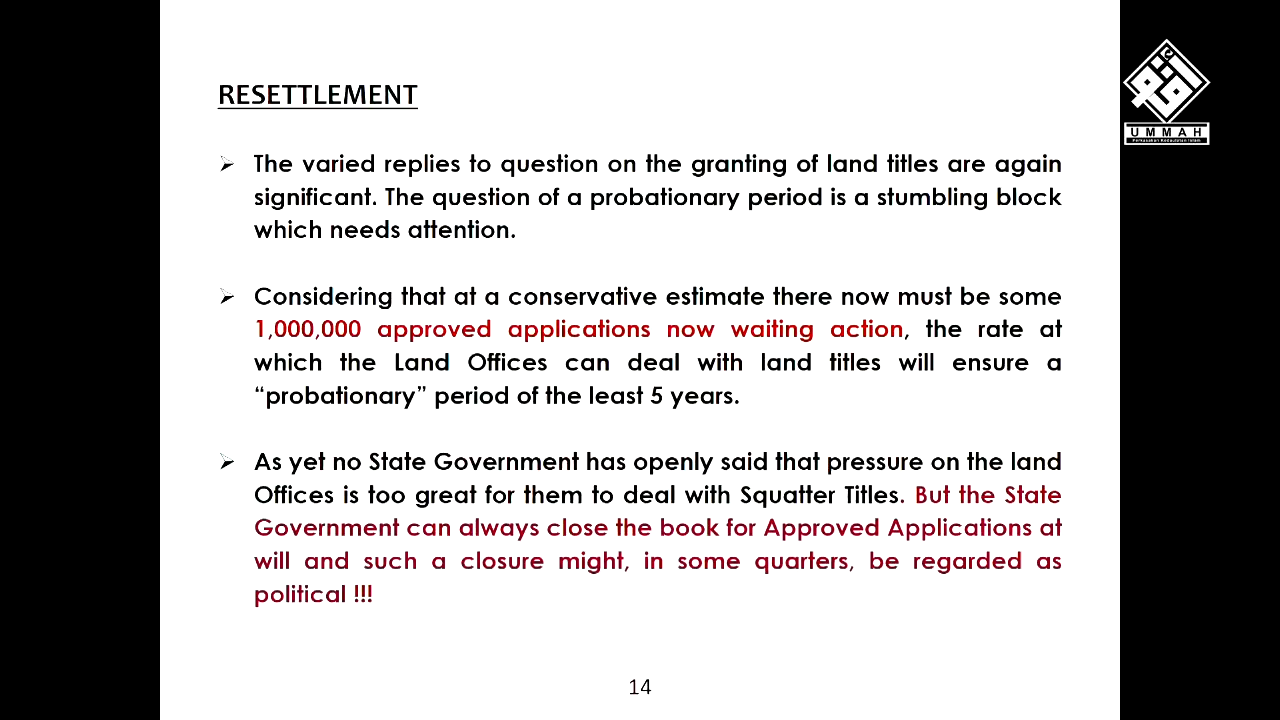 RESETTLEMENT
➢ The varied replies to question on the granting of land titles are again
significant. The question of a probationary period is a stumbling block
which needs attention.
➢ Considering that at a conservative estimate there now must be some
1,000,000 approved applications now waiting action, the rate at
which the Land Offices can deal with land titles will ensure a
“probationary” period of the least 5 years.
➢ As yet no State Government has openly said that pressure on the land
Offices is too great for them to deal with Squatter Titles. But the State
Government can always close the book for Approved Applications at
will and such a closure might, in some quarters, be regarded as
political !!!
14
UMMAH